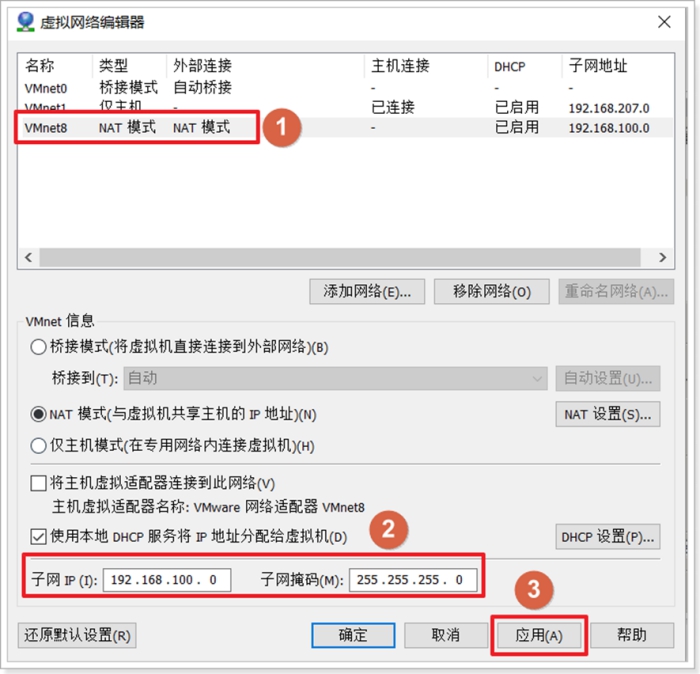 虚拟网络编辑器
名称 类型 外部连接 主机连接 DHCP 子网地址
VMnet0 桥接模式 自动桥接 - - -
VMnet1 仅主机... - 已连接 已启用 192.168.207.0
VMnet8 NAT 模式 NAT 模式 - 已启用 192.168.100.0
1
添加网络(E)... 移除网络(O) 重命名网络(A)...
VMnet 信息
桥接模式(将虚拟机直接连接到外部网络)(B)
桥接到(T): 自动 自动设置(U)...
NAT 模式(与虚拟机共享主机的 IP 地址)(N) NAT 设置(S)...
仅主机模式(在专用网络内连接虚拟机)(H)
将主机虚拟适配器连接到此网络(V)
主机虚拟适配器名称: VMware 网络适配器 VMnet8
2
使用本地 DHCP 服务将 IP 地址分配给虚拟机(D) DHCP 设置(P)...
子网 IP (I): 192 . 168 . 100 . 0 子网掩码(M): 255 . 255 . 255 . 0
3
还原默认设置(R) 确定 取消 应用(A) 帮助